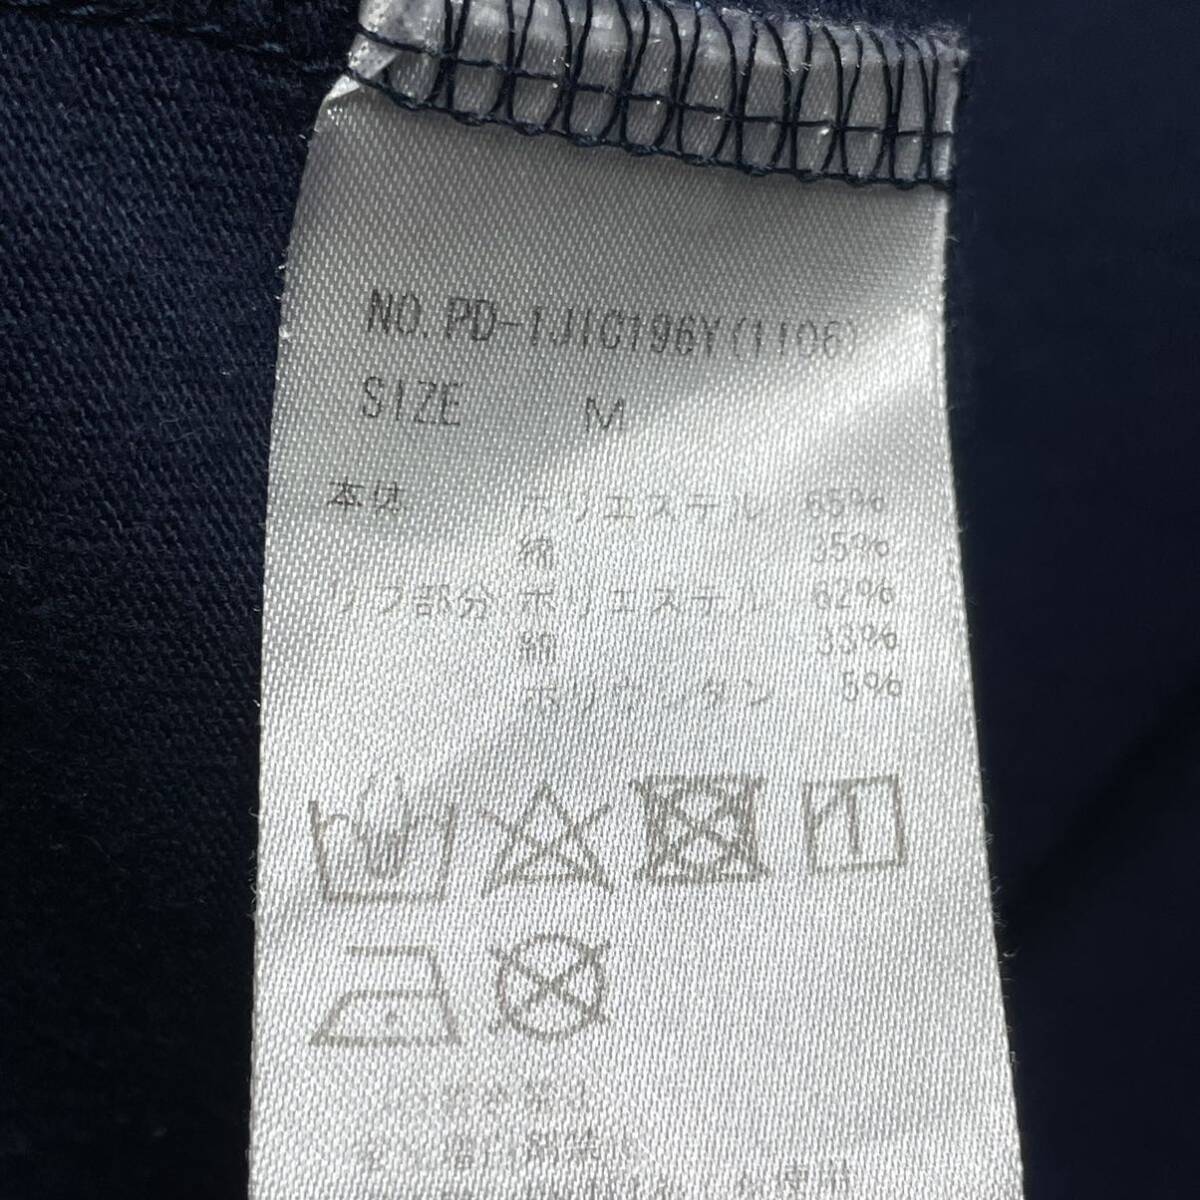 NO. PD-1JIC196Y(1106)
SIZE M
本体 ポリエステル 65%
綿 35%
リブ部分 ポリエステル 62%
綿 33%
ポリウレタン 5%